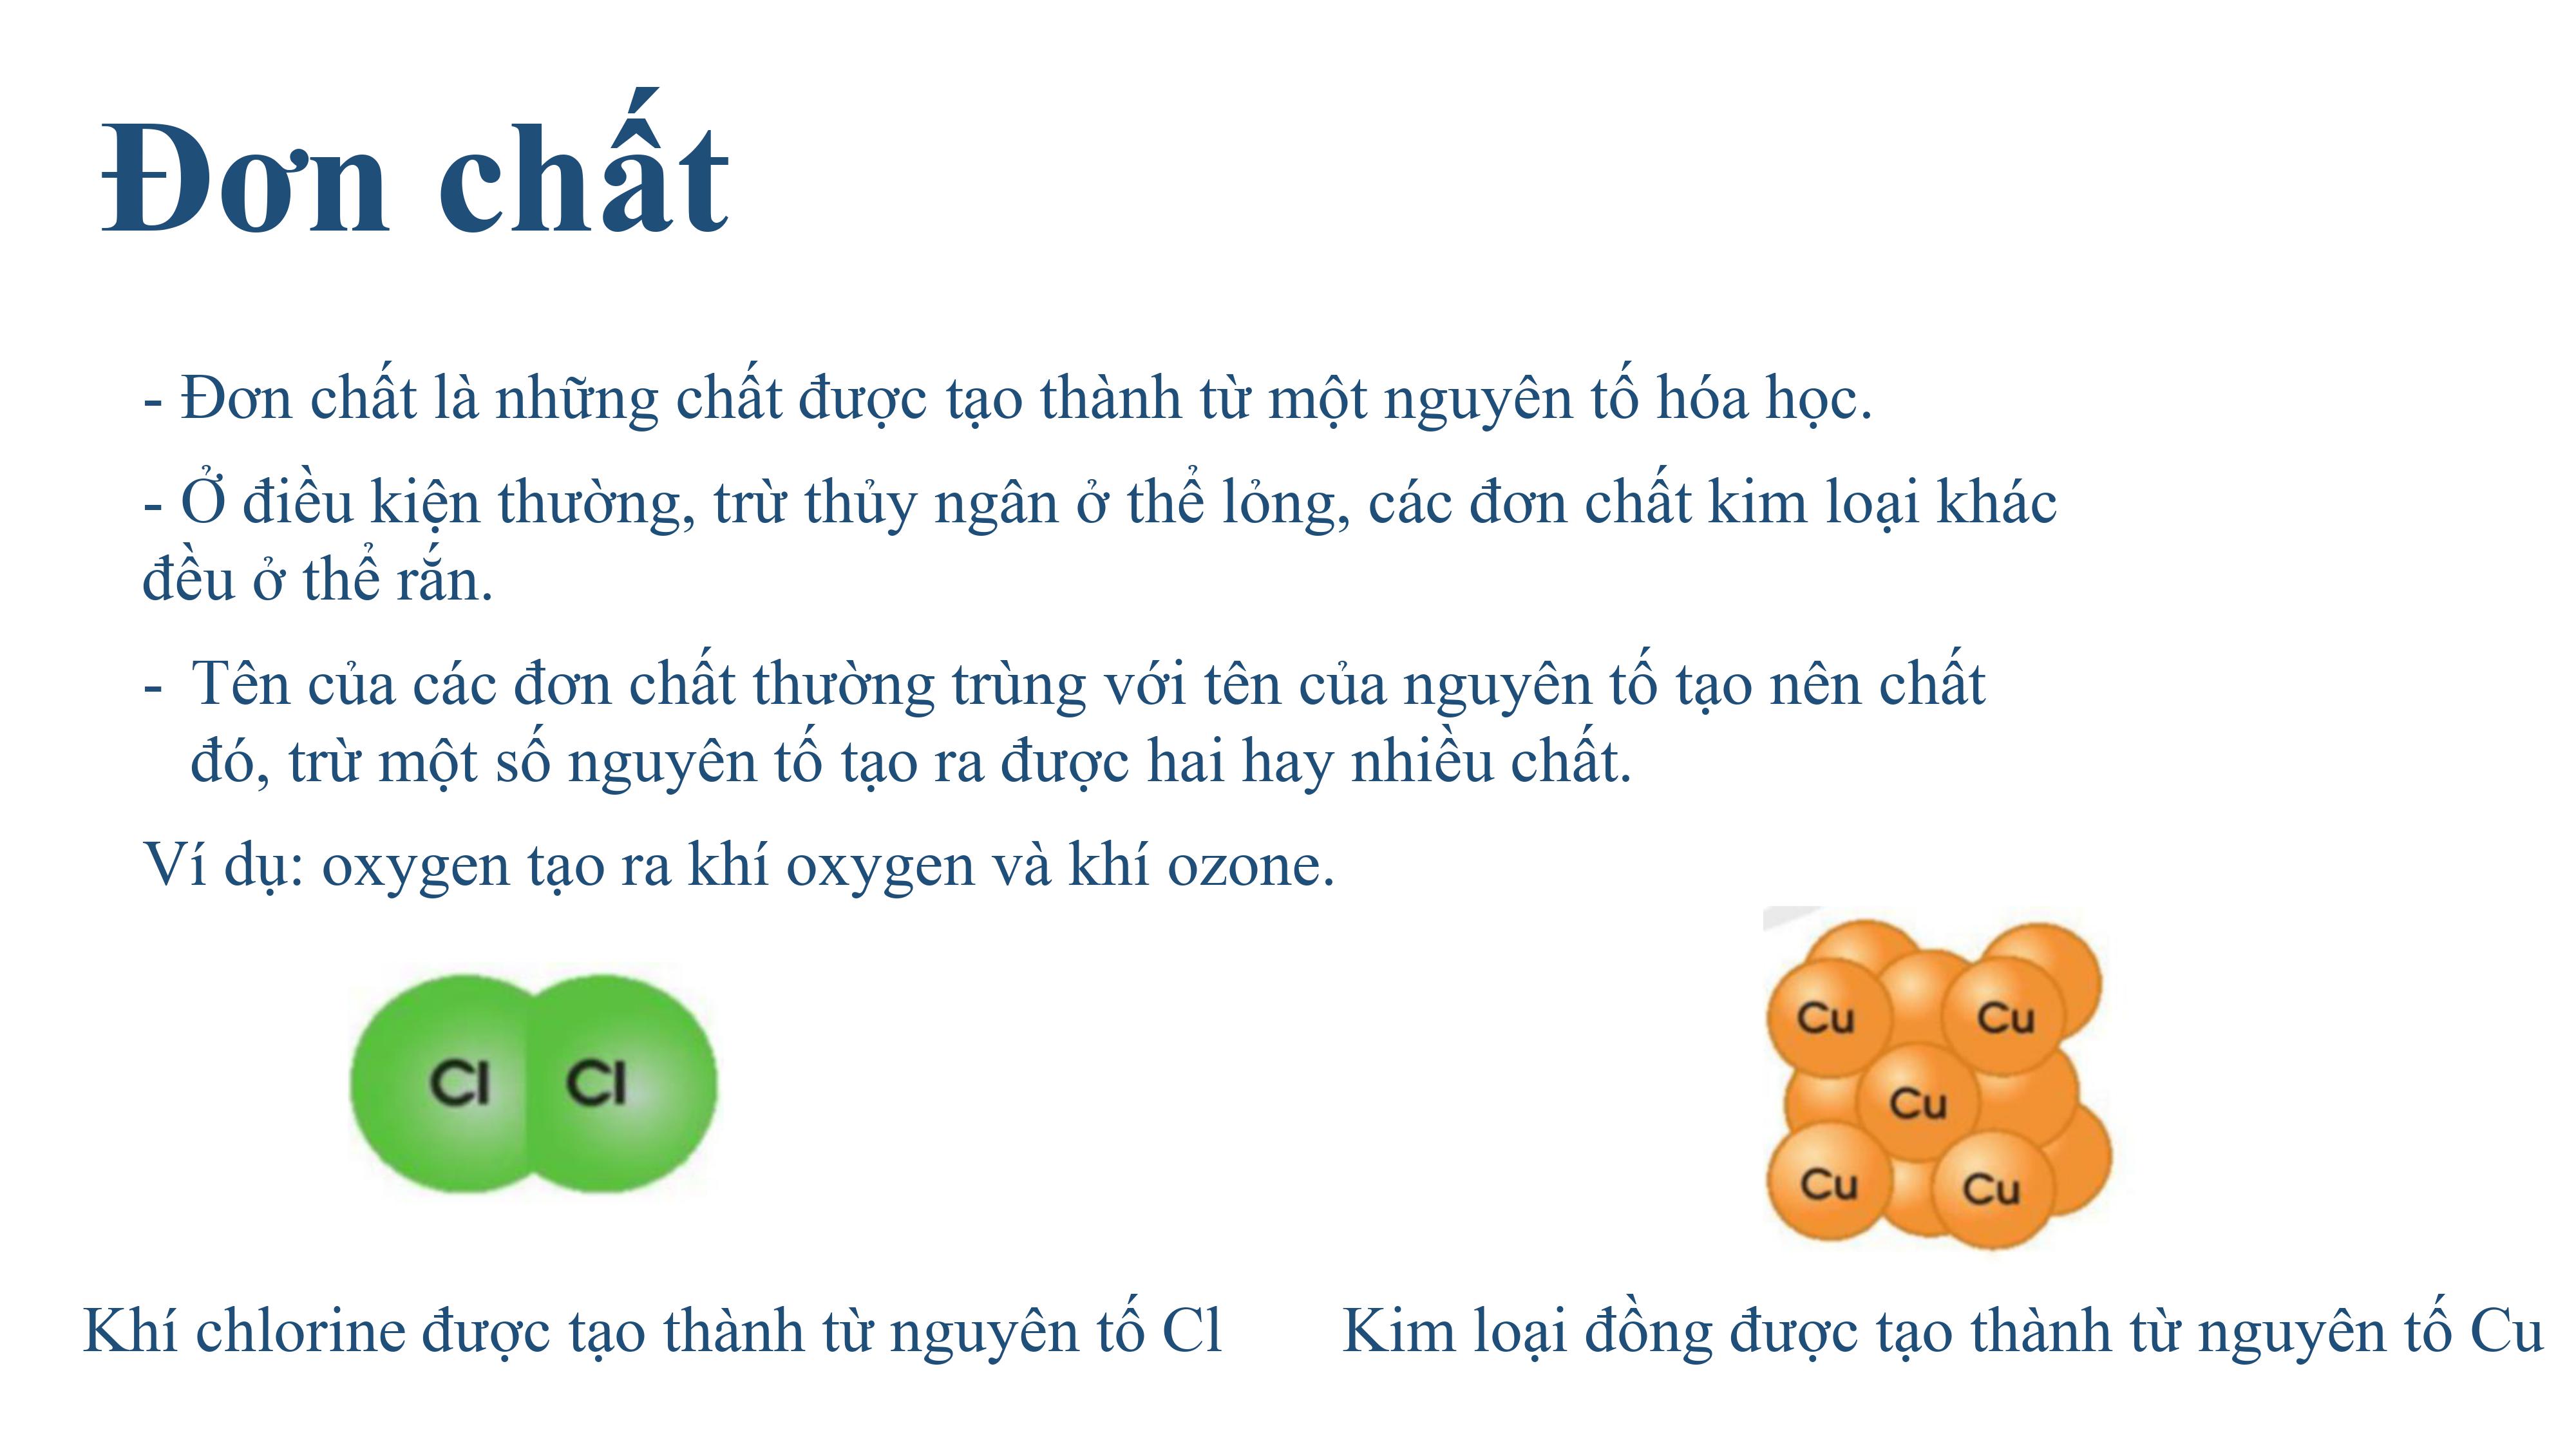 Đơn chất
- Đơn chất là những chất được tạo thành từ một nguyên tố hóa học.
- Ở điều kiện thường, trừ thủy ngân ở thể lỏng, các đơn chất kim loại khác
đều ở thể rắn.
- Tên của các đơn chất thường trùng với tên của nguyên tố tạo nên chất
đó, trừ một số nguyên tố tạo ra được hai hay nhiều chất.
Ví dụ: oxygen tạo ra khí oxygen và khí ozone.
Cl Cl
Cu Cu
Cu
Cu Cu
Khí chlorine được tạo thành từ nguyên tố Cl
Kim loại đồng được tạo thành từ nguyên tố Cu